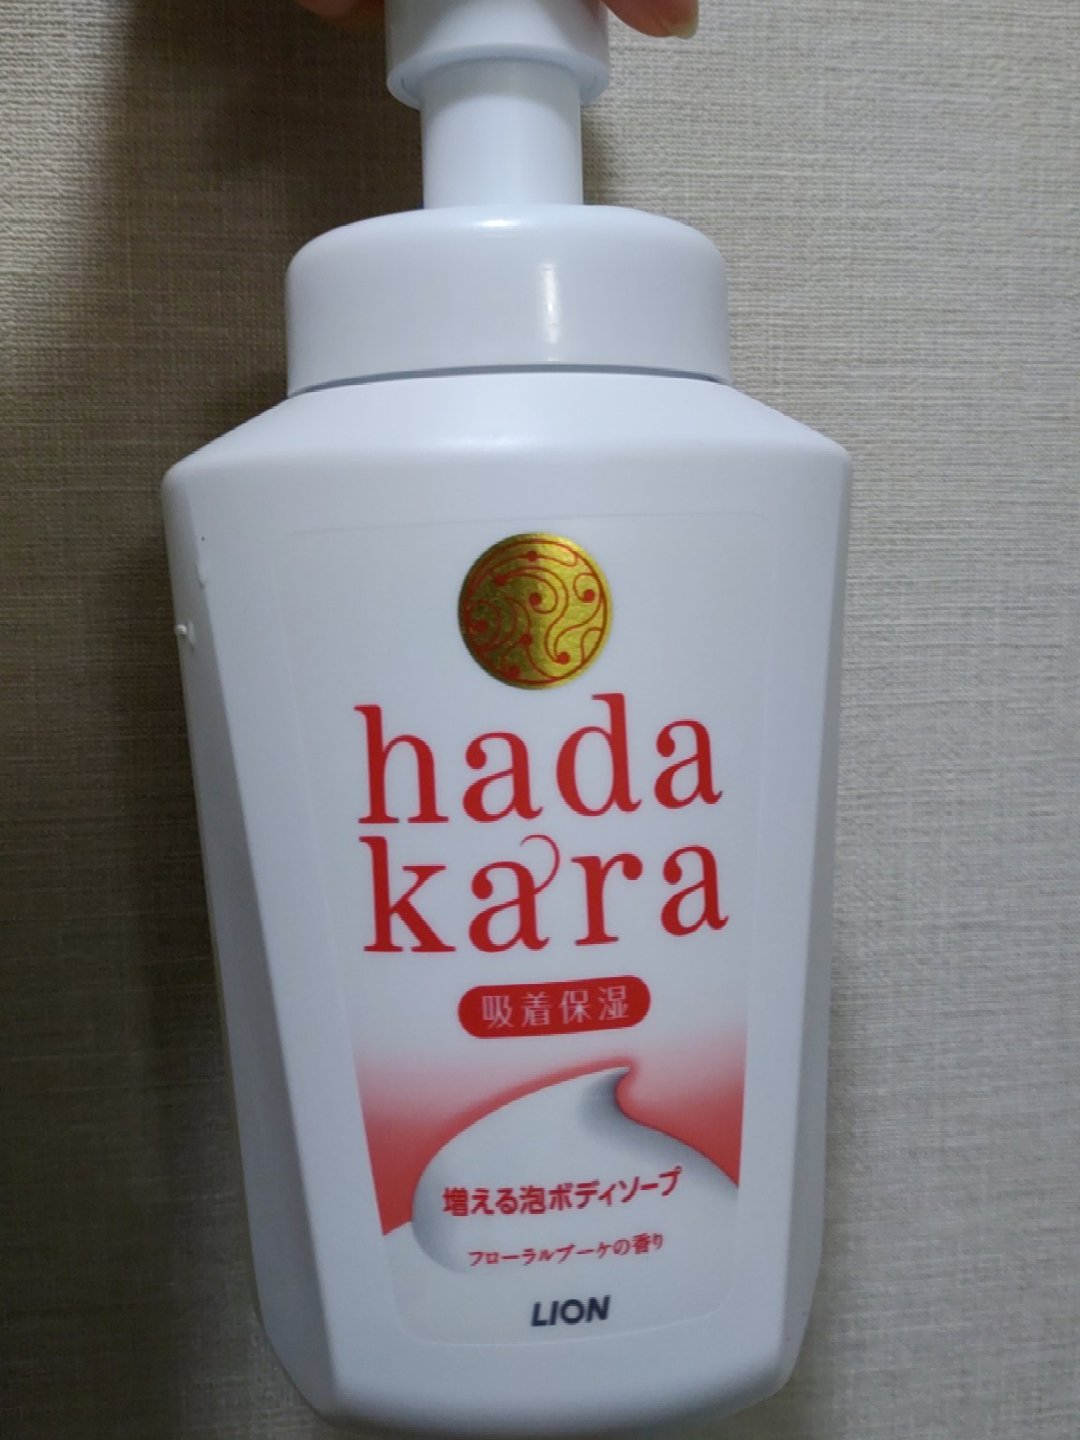 hada
kara
吸着保湿
増える泡ボディソープ
フローラルブーケの香り
LION